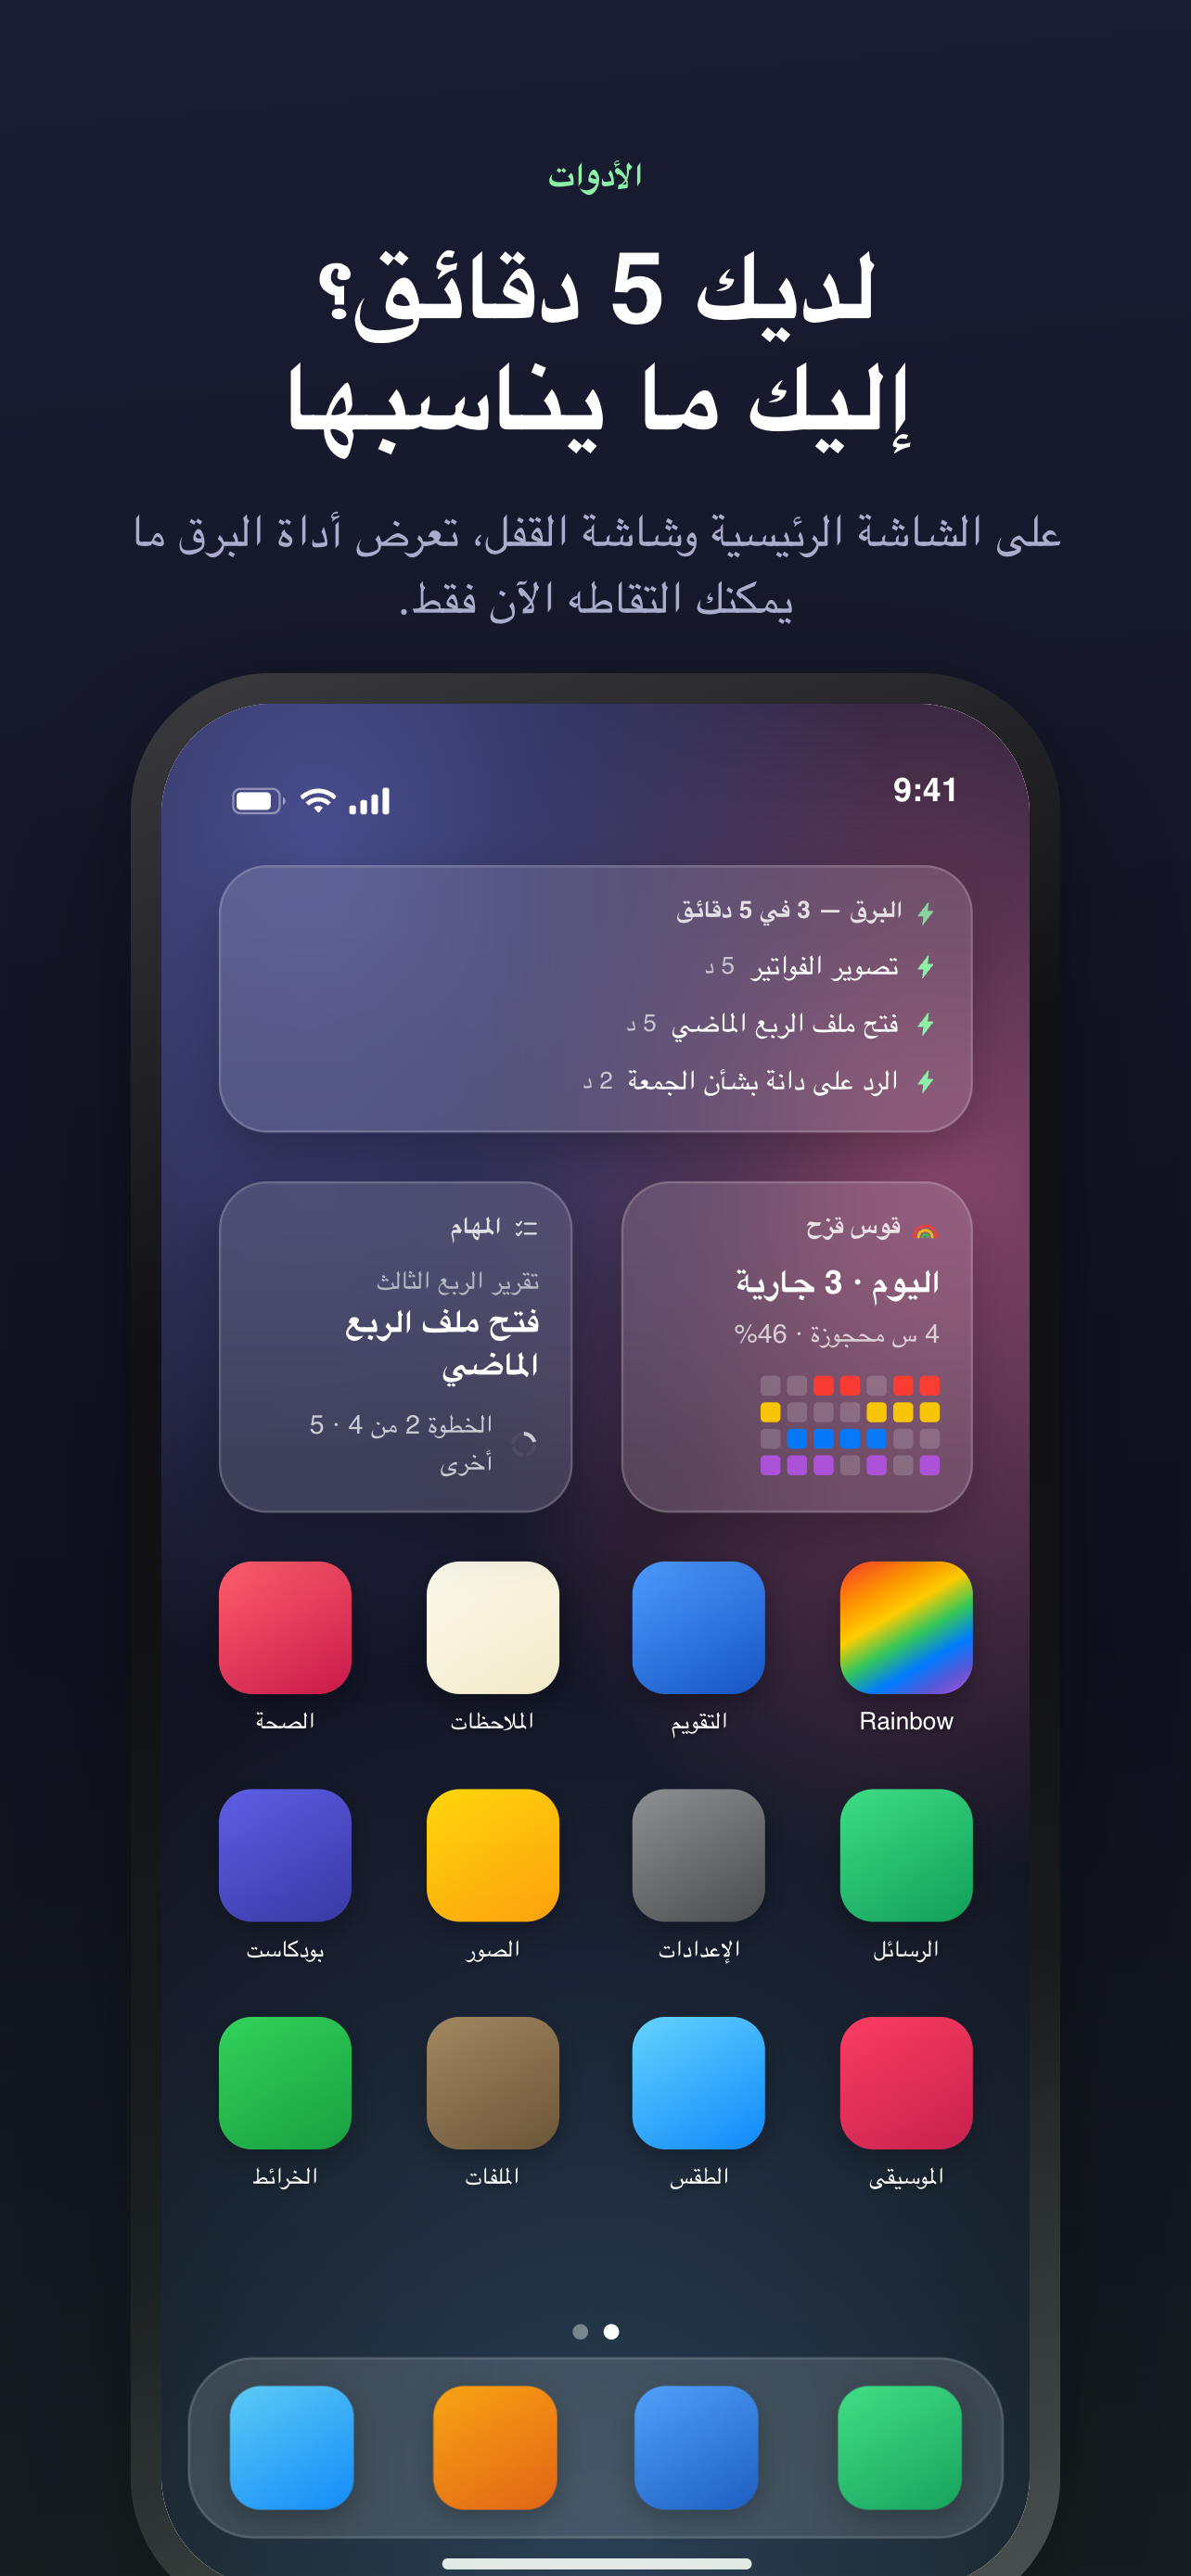 الأدوات
لديك 5 دقائق؟
إليك ما يناسبها
على الشاشة الرئيسية وشاشة القفل، تعرض أداة البرق ما
يمكنك التقاطه الآن فقط.
9:41
البرق — 3 في 5 دقائق
تصوير الفواتير 5 د
فتح ملف الربع الماضي 5 د
الرد على دانة بشأن الجمعة 2 د
قوس قزح
اليوم · 3 جارية
4 س محجوزة · 46%
المهام
تقرير الربع الثالث
فتح ملف الربع
الماضي
الخطوة 2 من 4 · 5
أخرى
Rainbow
التقويم
الملاحظات
الصحة
الرسائل
الإعدادات
الصور
بودكاست
الموسيقى
الطقس
الملفات
الخرائط